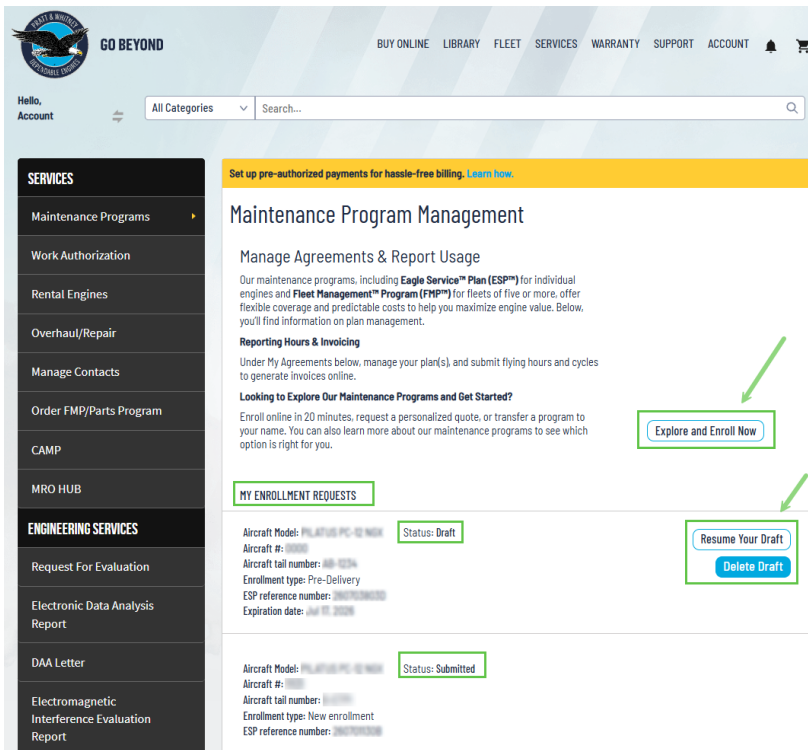 PRATT & WHITNEY
DEPENDABLE ENGINES
GO BEYOND
BUY ONLINE LIBRARY FLEET SERVICES WARRANTY SUPPORT ACCOUNT
Hello,
Account
All Categories
Search...
SERVICES
Maintenance Programs
Work Authorization
Rental Engines
Overhaul/Repair
Manage Contacts
Order FMP/Parts Program
CAMP
MRO HUB
ENGINEERING SERVICES
Request For Evaluation
Electronic Data Analysis
Report
DAA Letter
Electromagnetic
Interference Evaluation
Report
Set up pre-authorized payments for hassle-free billing. Learn how.
Maintenance Program Management
Manage Agreements & Report Usage
Our maintenance programs, including Eagle Service™ Plan (ESP™) for individual
engines and Fleet Management™ Program (FMP™) for fleets of five or more, offer
flexible coverage and predictable costs to help you maximize engine value. Below,
you'll find information on plan management.
Reporting Hours & Invoicing
Under My Agreements below, manage your plan(s), and submit flying hours and cycles
to generate invoices online.
Looking to Explore Our Maintenance Programs and Get Started?
Enroll online in 20 minutes, request a personalized quote, or transfer a program to
your name. You can also learn more about our maintenance programs to see which
option is right for you.
Explore and Enroll Now
MY ENROLLMENT REQUESTS
Aircraft Model:
Status: Draft
Aircraft #:
Aircraft tail number:
Enrollment type: Pre-Delivery
ESP reference number:
Expiration date:
Resume Your Draft
Delete Draft
Aircraft Model:
Status: Submitted
Aircraft #:
Aircraft tail number:
Enrollment type: New enrollment
ESP reference number: